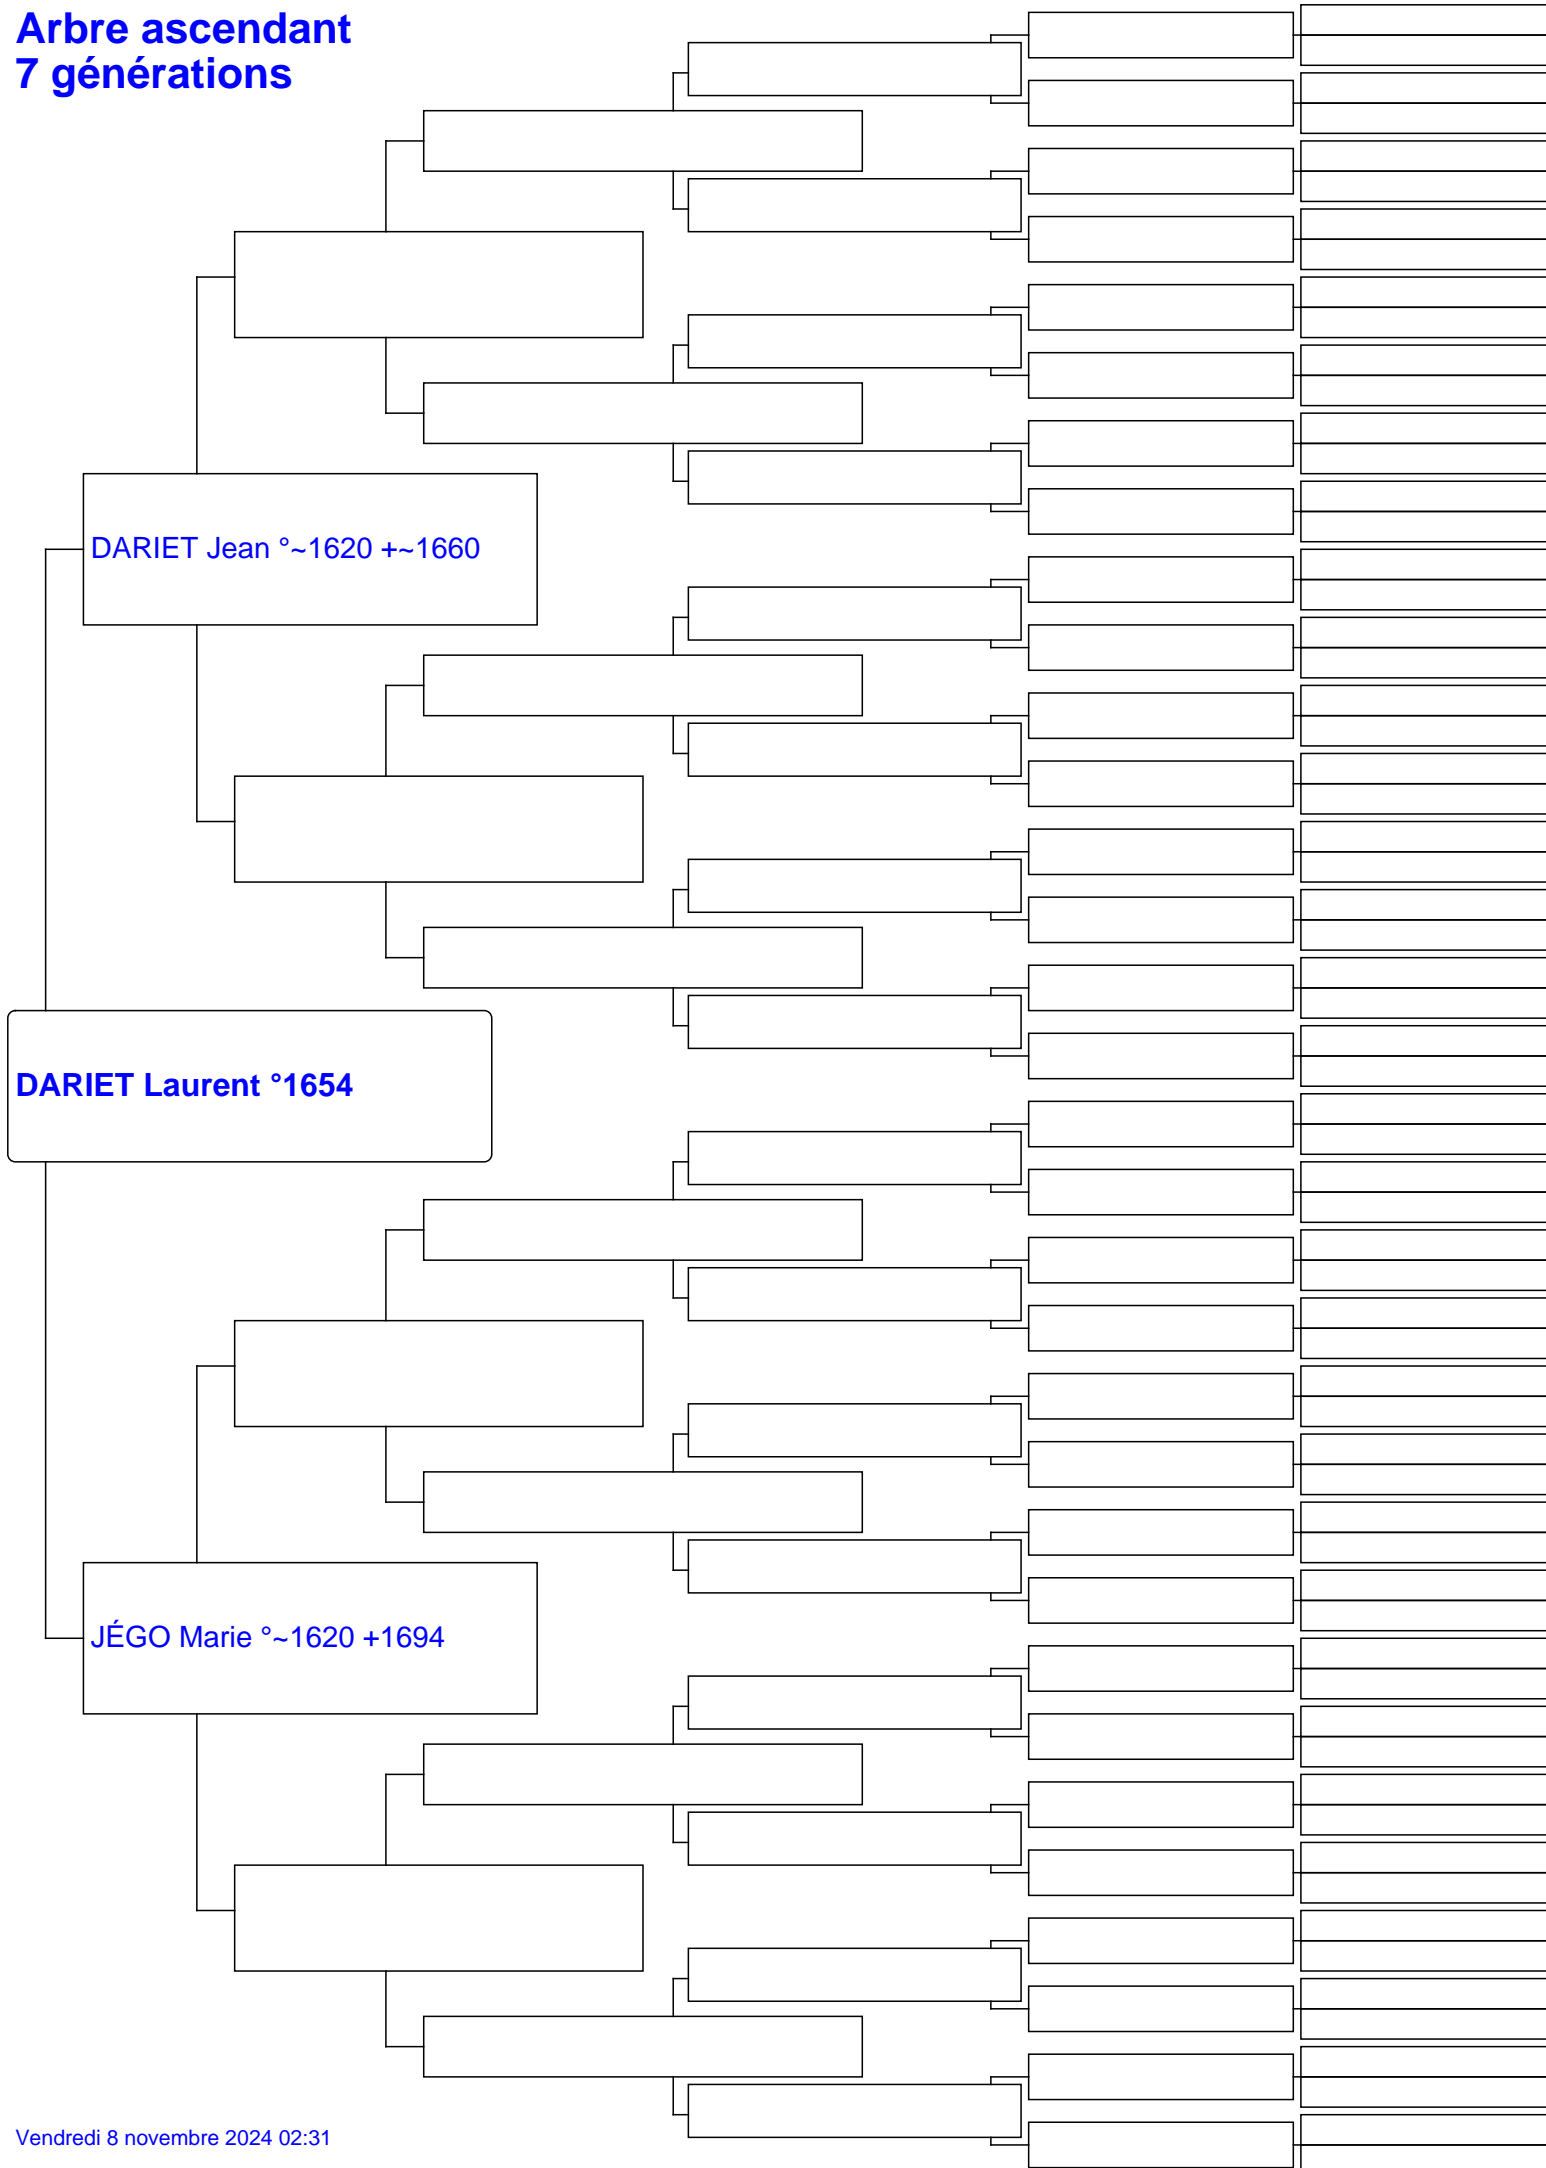 Arbre ascendant
7 générations
DARIET Jean °~1620 +~1660
DARIET Laurent °1654
JÉGO Marie °~1620 +1694
Vendredi 8 novembre 2024 02:31